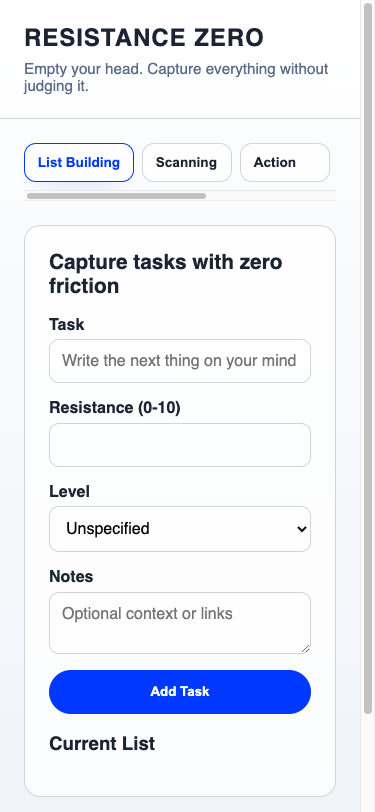 RESISTANCE ZERO
Empty your head. Capture everything without
judging it.
List Building
Scanning
Action
Capture tasks with zero
friction
Task
Write the next thing on your mind
Resistance (0-10)
Level
Unspecified
Notes
Optional context or links
Add Task
Current List